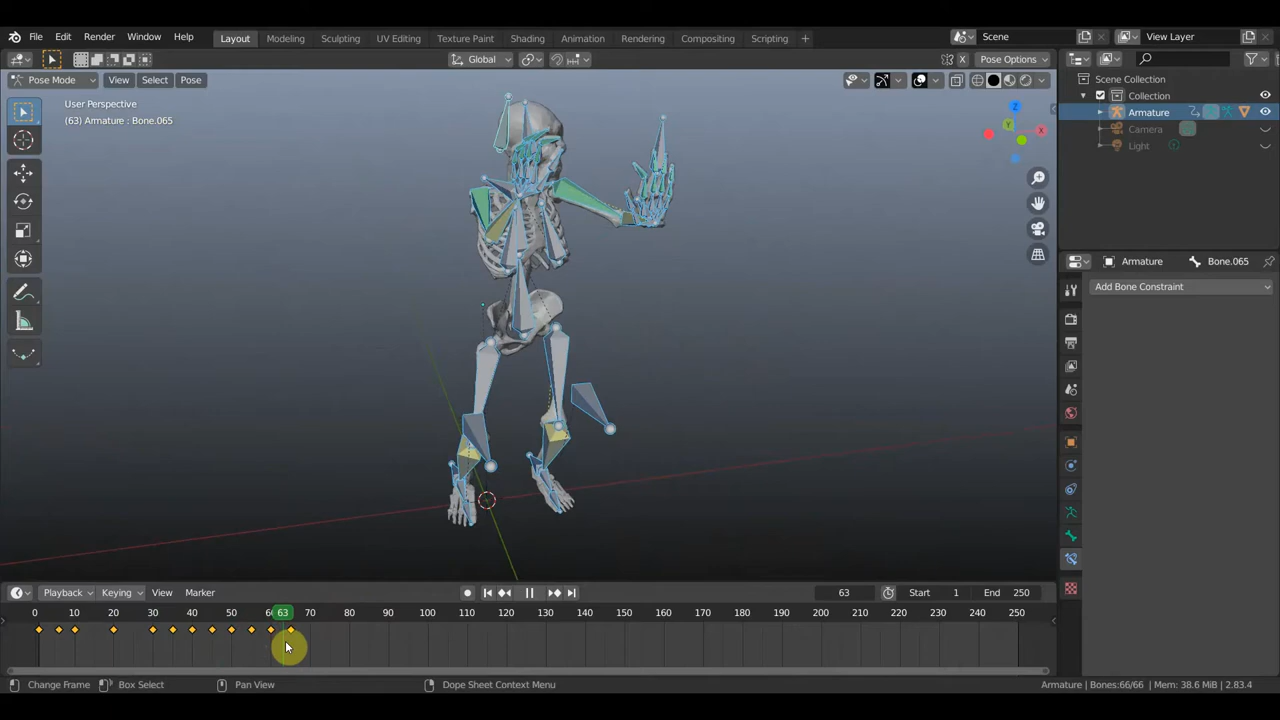 File Edit Render Window Help Layout Modeling Sculpting UV Editing Texture Paint Shading Animation Rendering Compositing Scripting + Scene View Layer
Global Pose Options
Pose Mode View Select Pose
Scene Collection
Collection
Armature
Camera
Light
User Perspective
(63) Armature : Bone.065
X
Y
Z
Armature Bone.065
Add Bone Constraint
Playback Keying View Marker 63 Start 1 End 250
0 10 20 30 40 50 60 63 70 80 90 100 110 120 130 140 150 160 170 180 190 200 210 220 230 240 250
Change Frame Box Select Pan View Dope Sheet Context Menu Armature | Bones:66/66 | Mem: 38.6 MiB | 2.83.4